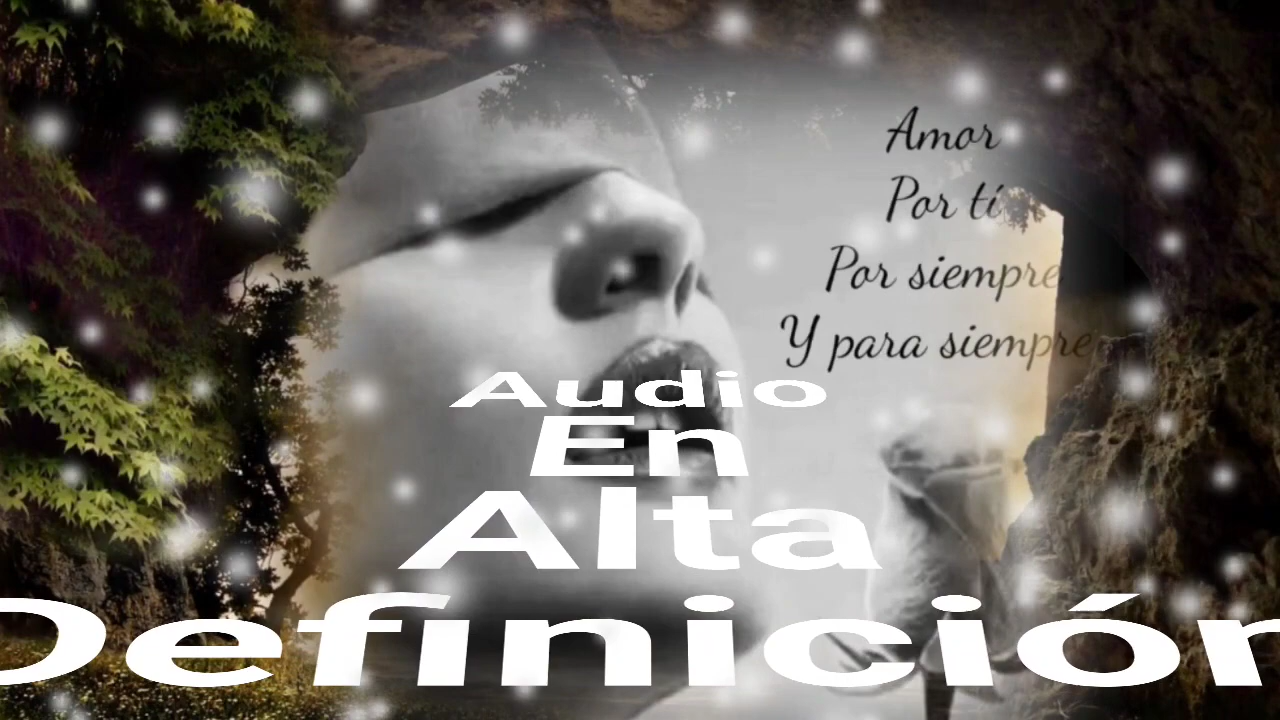 Amor
Por tí
Por siempre
Y para siempre
Audio
En
Alta
Definición